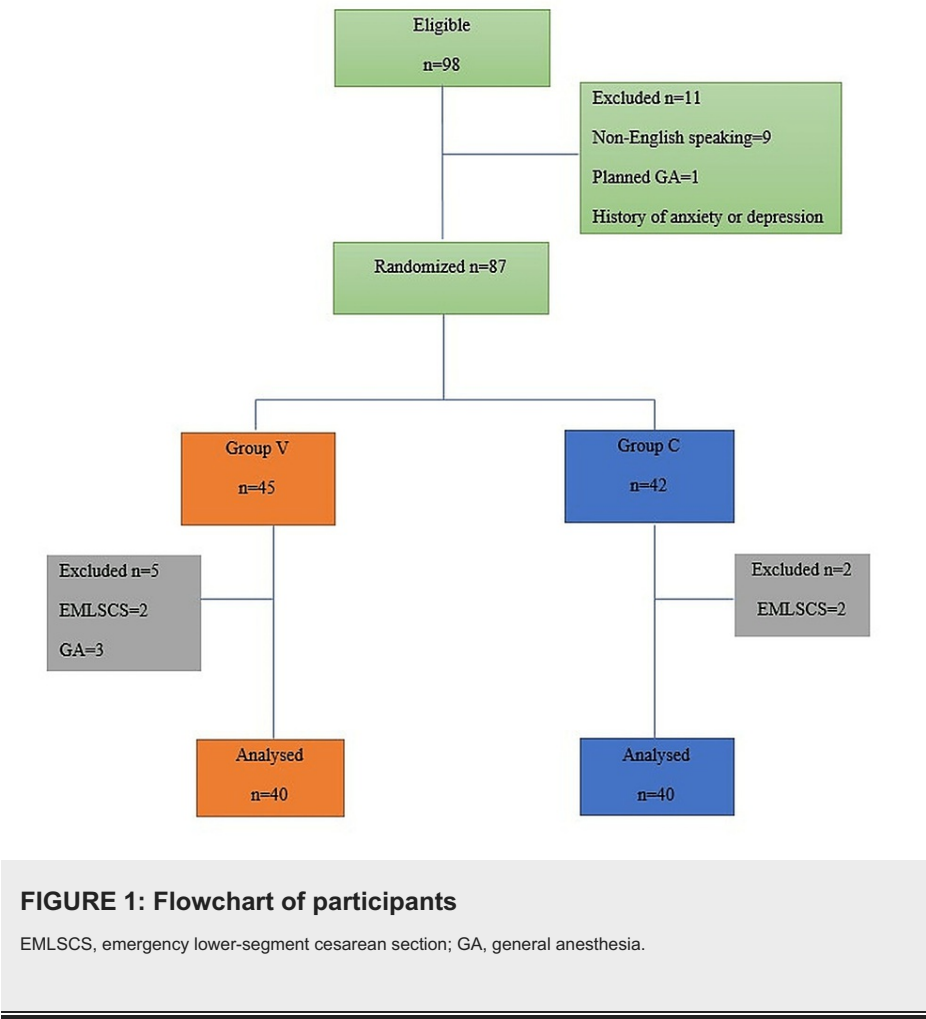 Eligible
n=98
Excluded n=11
Non-English speaking=9
Planned GA=1
History of anxiety or depression
Randomized n=87
Group V
n=45
Group C
n=42
Excluded n=5
EMLSCS=2
GA=3
Excluded n=2
EMLSCS=2
Analysed
n=40
Analysed
n=40
FIGURE 1: Flowchart of participants
EMLSCS, emergency lower-segment cesarean section; GA, general anesthesia.